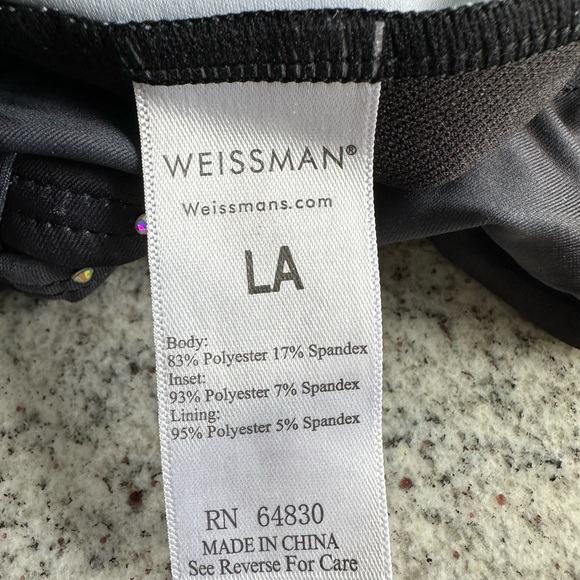 WEISSMAN®
Weissmans.com
LA
Body:
83% Polyester 17% Spandex
Inset:
93% Polyester 7% Spandex
Lining:
95% Polyester 5% Spandex
RN 64830
MADE IN CHINA
See Reverse For Care